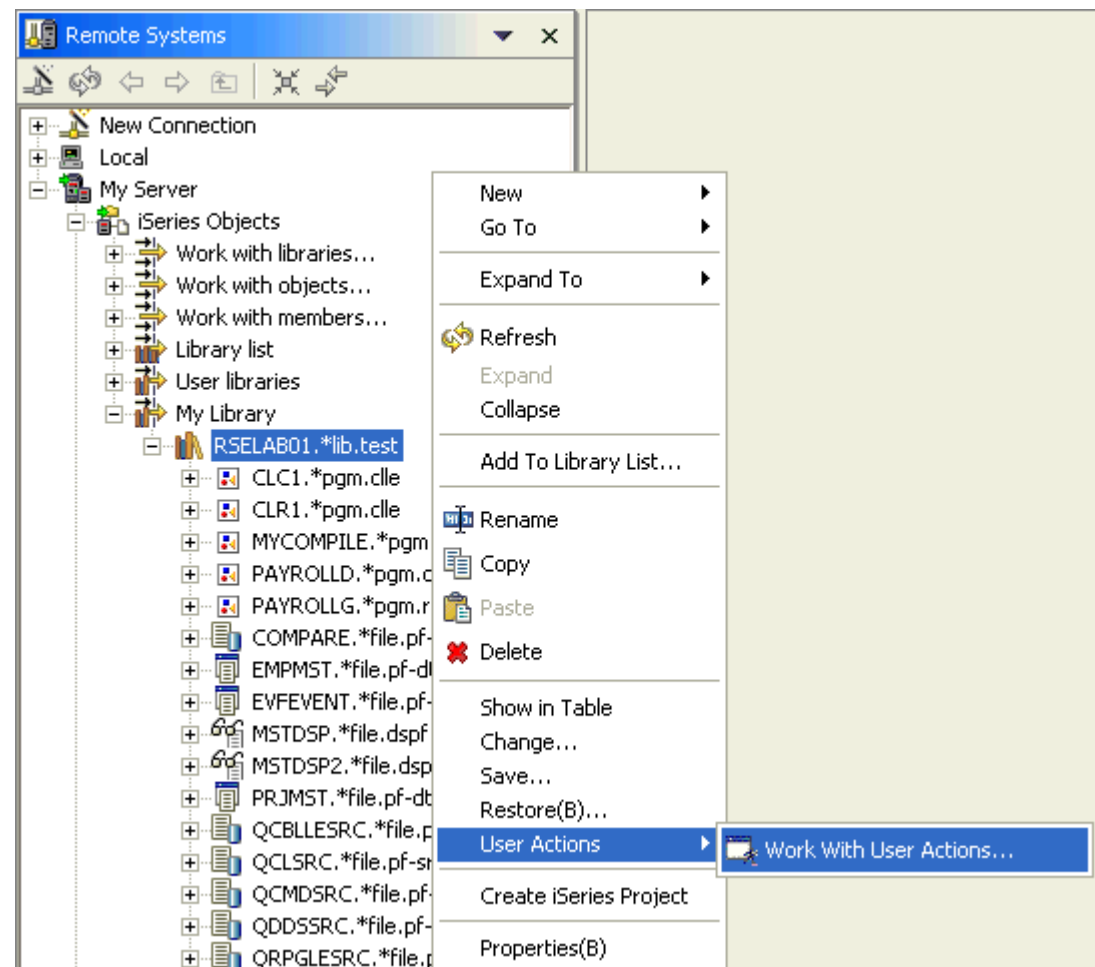 Remote Systems
New Connection
Local
My Server
iSeries Objects
Work with libraries...
Work with objects...
Work with members...
Library list
User libraries
My Library
RSELAB01.*lib.test
CLC1.*pgm.clle
CLR1.*pgm.clle
MYCOMPILE.*pgm
PAYROLLD.*pgm.c
PAYROLLG.*pgm.r
COMPARE.*file.pf-
EMPMST.*file.pf-d
EVFEVENT.*file.pf-
MSTDSP.*file.dspf
MSTDSP2.*file.dsp
PRJMST.*file.pf-dt
QCBLLESRC.*file.p
QCLSRC.*file.pf-sr
QCMDSRC.*file.pf-
QDDSSRC.*file.pf-
QRPGLESRC.*file.p
New
Go To
Expand To
Refresh
Expand
Collapse
Add To Library List...
Rename
Copy
Paste
Delete
Show in Table
Change...
Save...
Restore(B)...
User Actions
Create iSeries Project
Properties(B)
Work With User Actions...